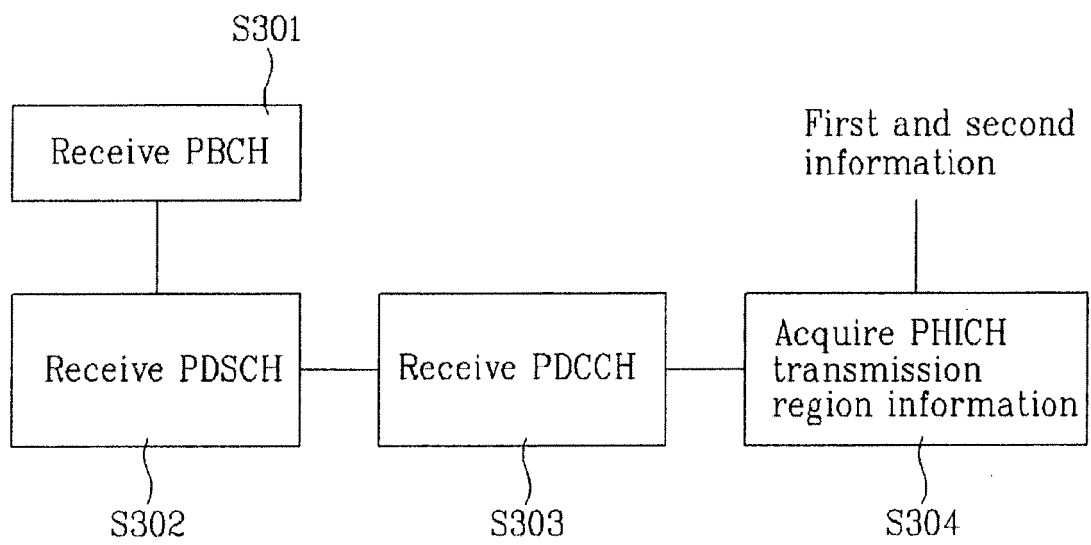 S301
Receive PBCH
First and second
information
Receive PDSCH
Receive PDCCH
Acquire PHICH
transmission
region information
S302
S303
S304